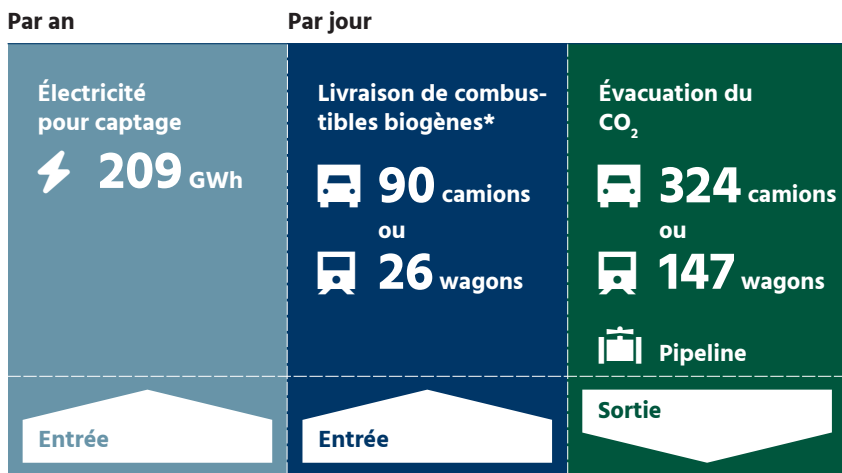 Par an
Par jour
Électricité
pour captage
209 GWh
Entrée
Livraison de combus-
tibles biogènes*
90 camions
ou
26 wagons
Entrée
Évacuation du
CO₂
324 camions
ou
147 wagons
Pipeline
Sortie